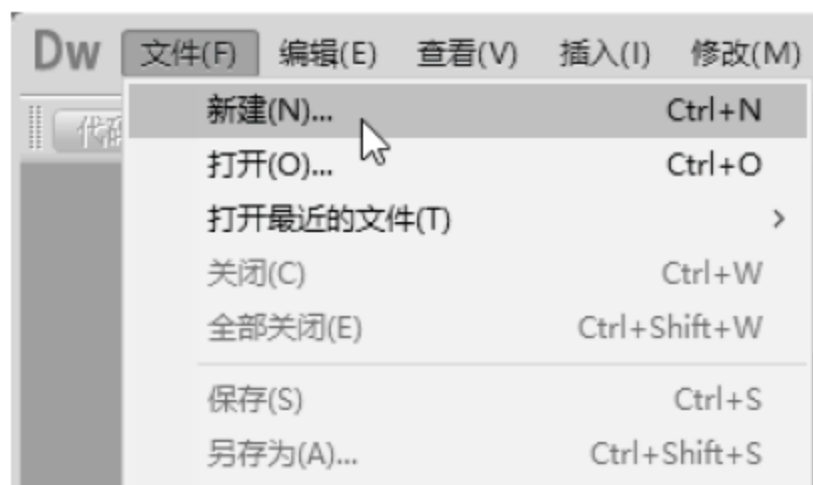 Dw 文件(F) 编辑(E) 查看(V) 插入(I) 修改(M)
代码
新建(N)... Ctrl+N
打开(O)... Ctrl+O
打开最近的文件(T) >
关闭(C) Ctrl+W
全部关闭(E) Ctrl+Shift+W
保存(S) Ctrl+S
另存为(A)... Ctrl+Shift+S